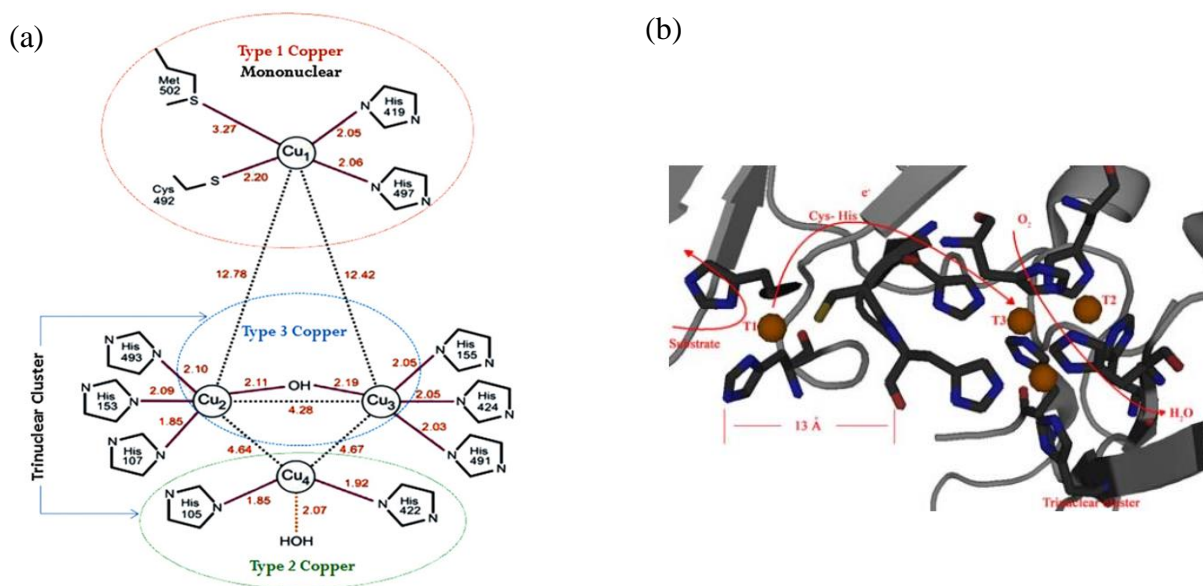 (a)
Type 1 Copper
Mononuclear
Met
502
S
3.27
N
His
419
N
2.05
Cu1
2.20
S
Cys
492
2.06
N
His
497
N
12.78
12.42
Type 3 Copper
Trinuclear cluster
N
His
493
N
2.10
N
His
153
N
2.09
N
His
107
N
1.85
Cu2
2.11
OH
2.19
Cu3
4.28
2.05
N
His
155
N
2.05
N
His
424
N
2.03
N
His
491
N
4.64
4.67
Cu4
N
His
105
N
1.85
1.92
N
His
422
N
2.07
HOH
Type 2 Copper
(b)
e-
Cys- His
O2
T1
T3
T2
Substrate
H2O
13 Å
Trinuclear cluster